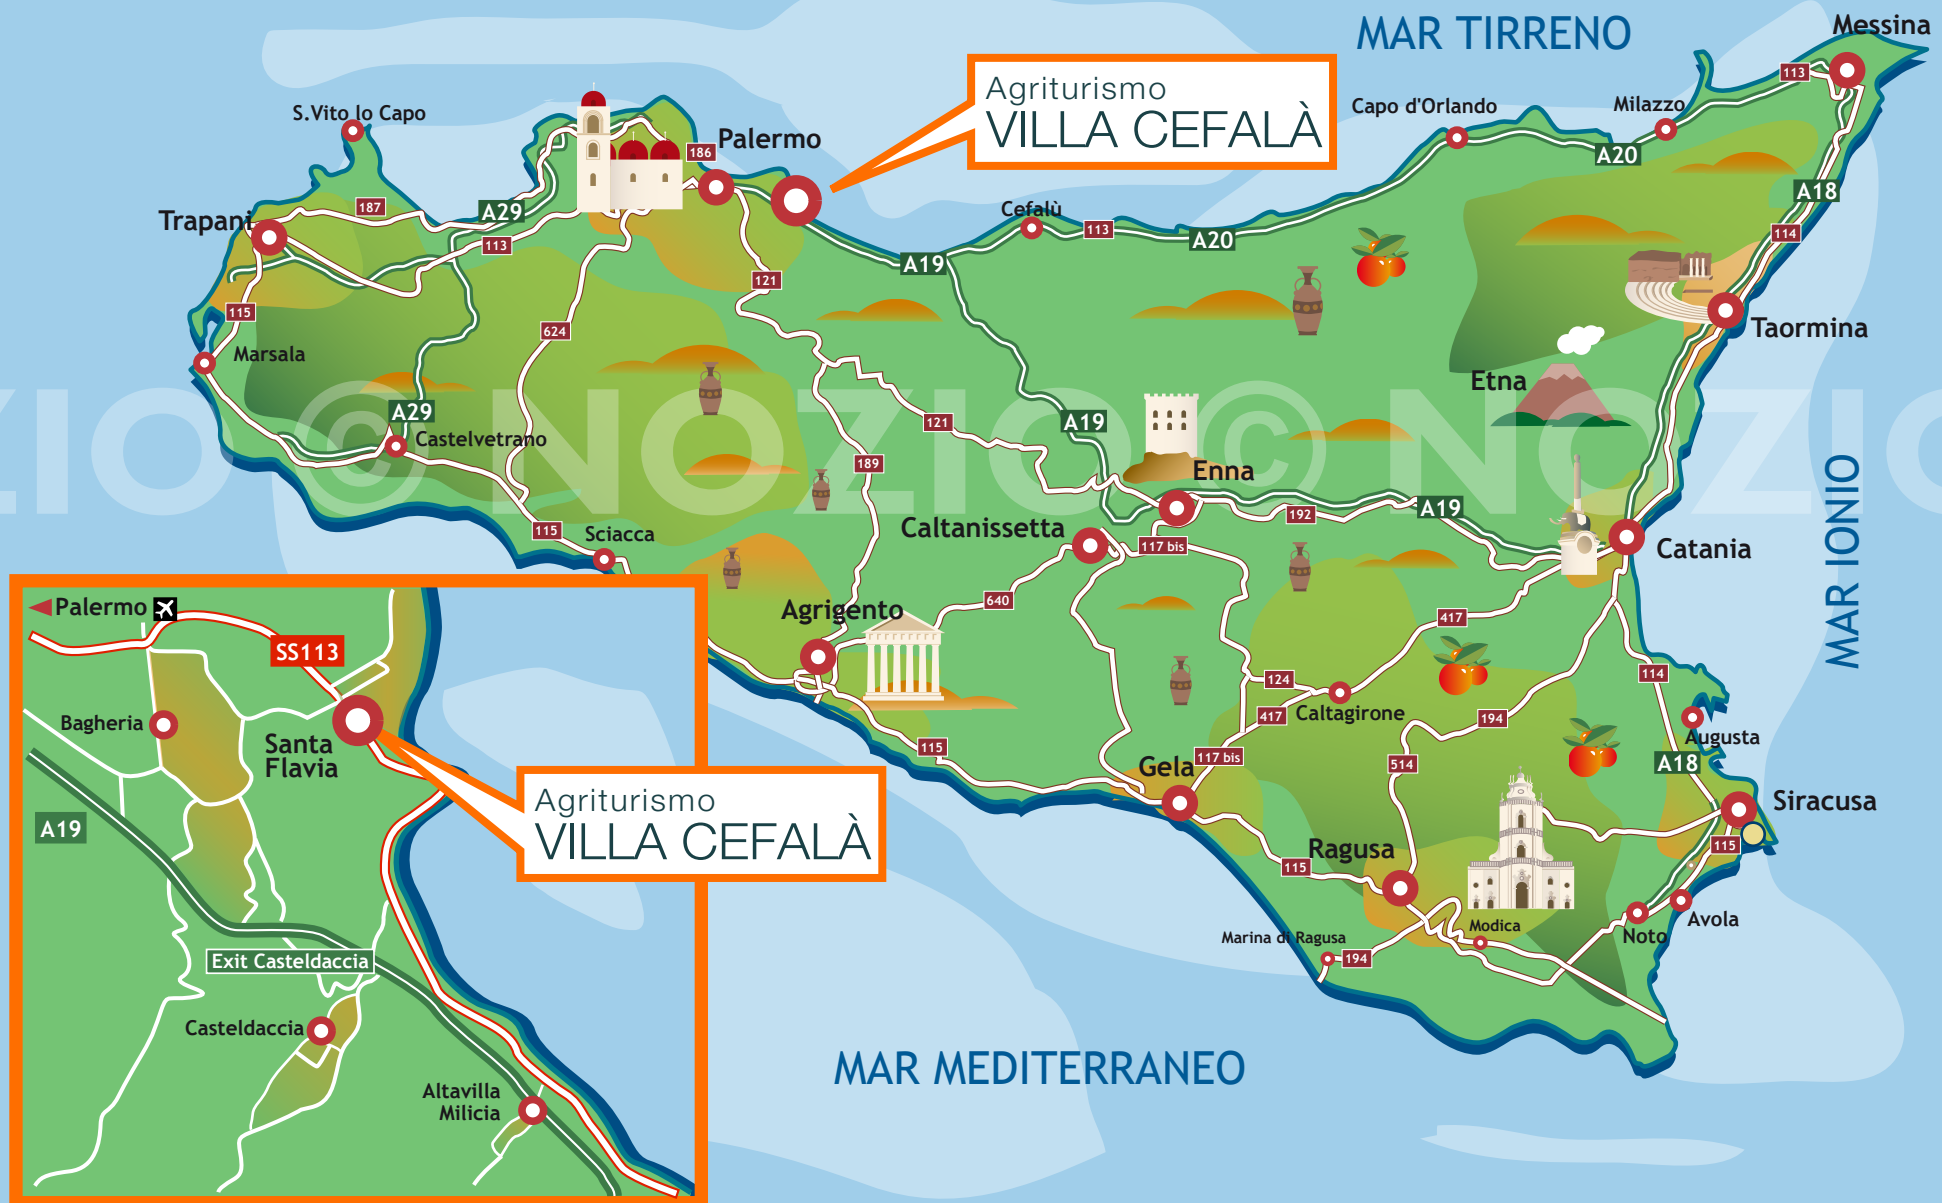 MAR TIRRENO
Messina
113
Agriturismo
VILLA CEFALÀ
S.Vito lo Capo
Capo d'Orlando
Milazzo
Palermo
186
A20
A18
187
A29
Trapani
113
Cefalù
113
A20
114
A19
121
115
624
Taormina
Marsala
Etna
A29
Castelvetrano
121
A19
ZIO © NOZIO © NOZIO
189
Enna
MAR IONIO
115
Sciacca
Caltanissetta
192
A19
117 bis
Catania
640
Agrigento
417
124
114
417
Caltagirone
194
Augusta
115
117 bis
Gela
514
A18
Siracusa
115
Ragusa
115
Modica
Avola
Noto
Marina di Ragusa
194
MAR MEDITERRANEO
Palermo
SS113
Bagheria
Santa
Flavia
Agriturismo
VILLA CEFALÀ
A19
Exit Casteldaccia
Casteldaccia
Altavilla
Milicia